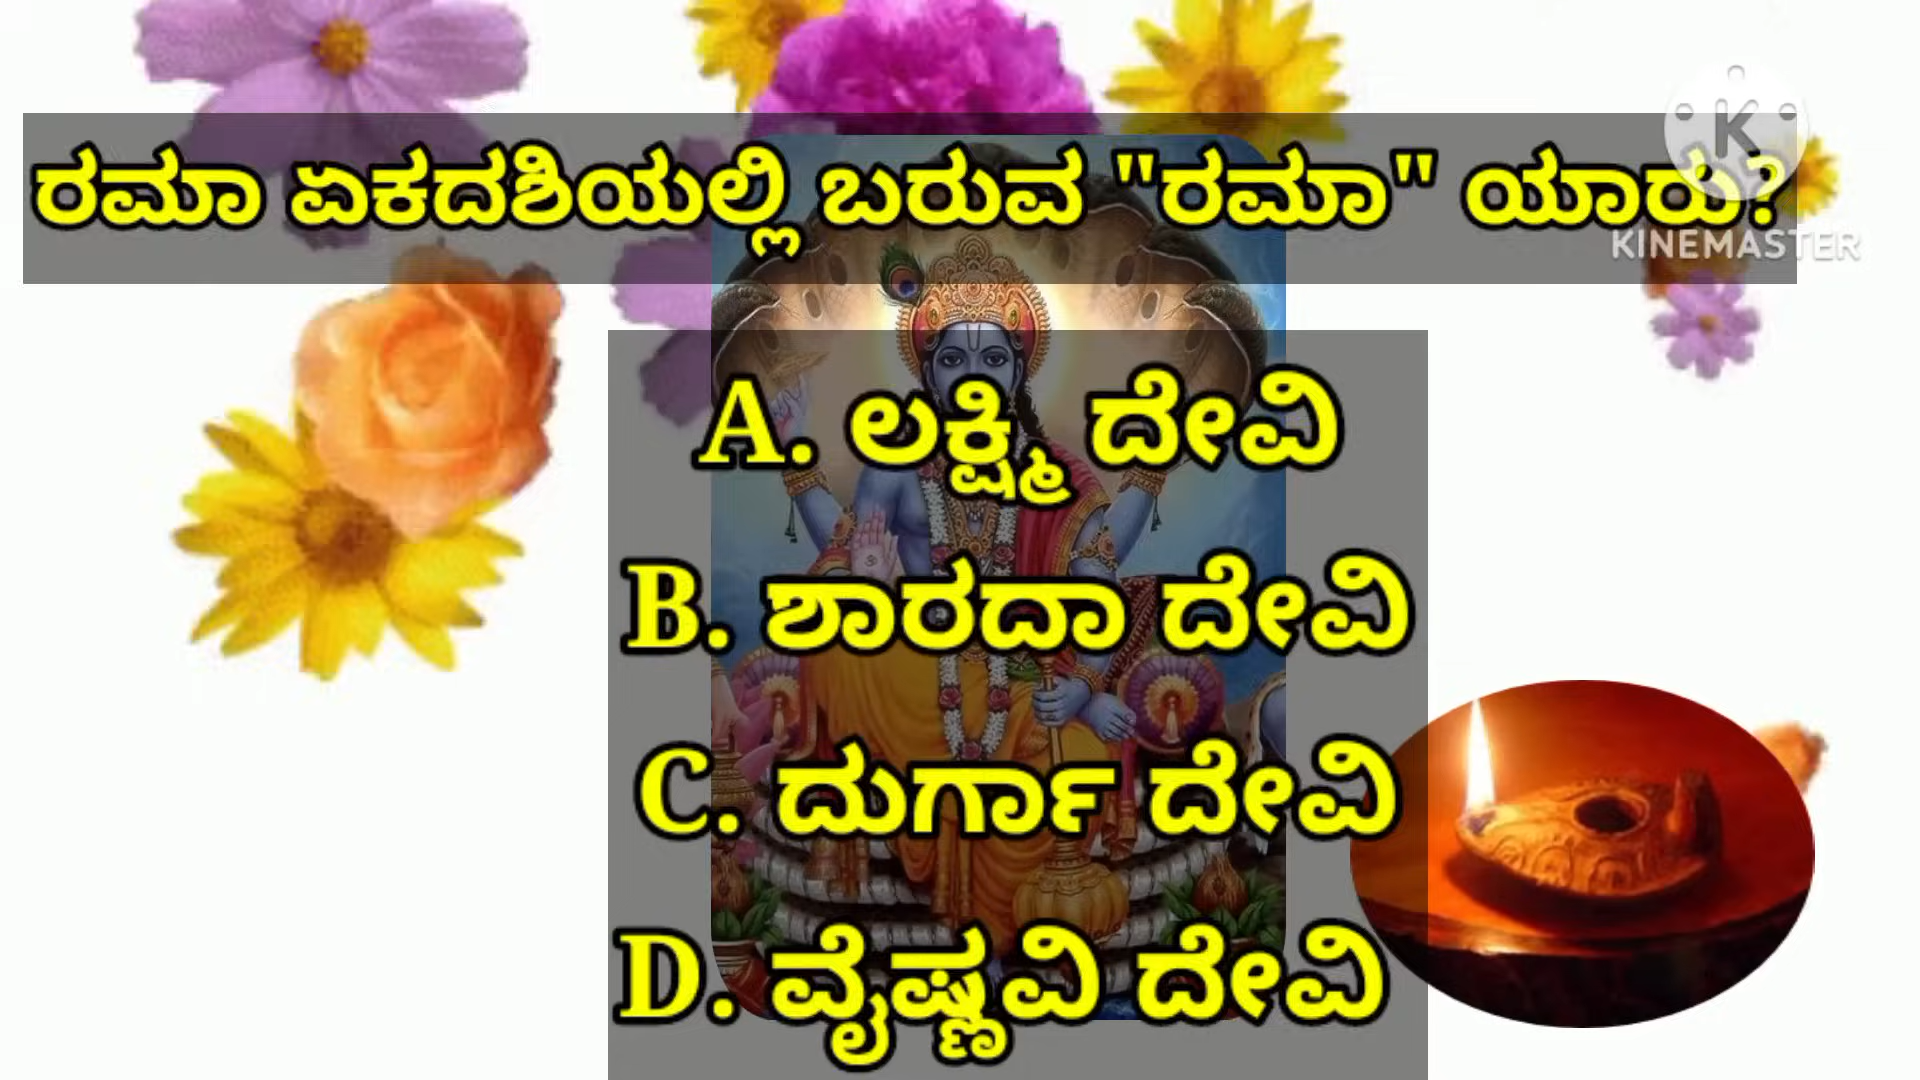 ರಮಾ ಏಕದಶಿಯಲ್ಲಿ ಬರುವ "ರಮಾ" ಯಾರು?
K
KINEMASTER
A. ಲಕ್ಷ್ಮಿ ದೇವಿ
B. ಶಾರದಾ ದೇವಿ
C. ದುರ್ಗಾ ದೇವಿ
D. ವೈಷ್ಣವಿ ದೇವಿ